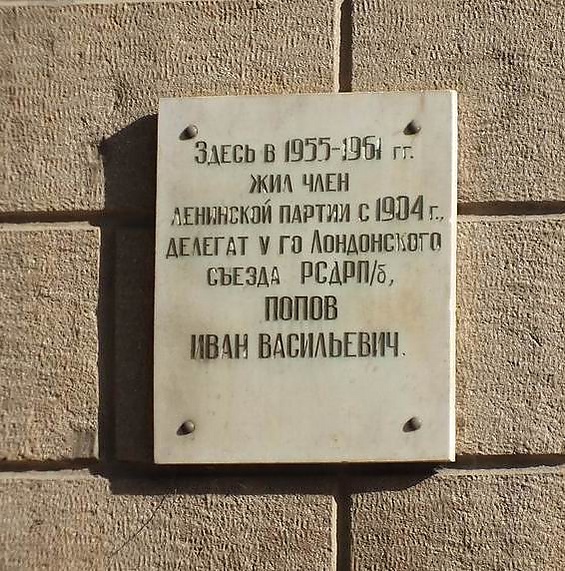 Здесь в 1955-1961 гг.
жил член
ленинской партии с 1904 г.,
делегат У го Лондонского
съезда РСДРП/б,
ПОПОВ
ИВАН ВАСИЛЬЕВИЧ.